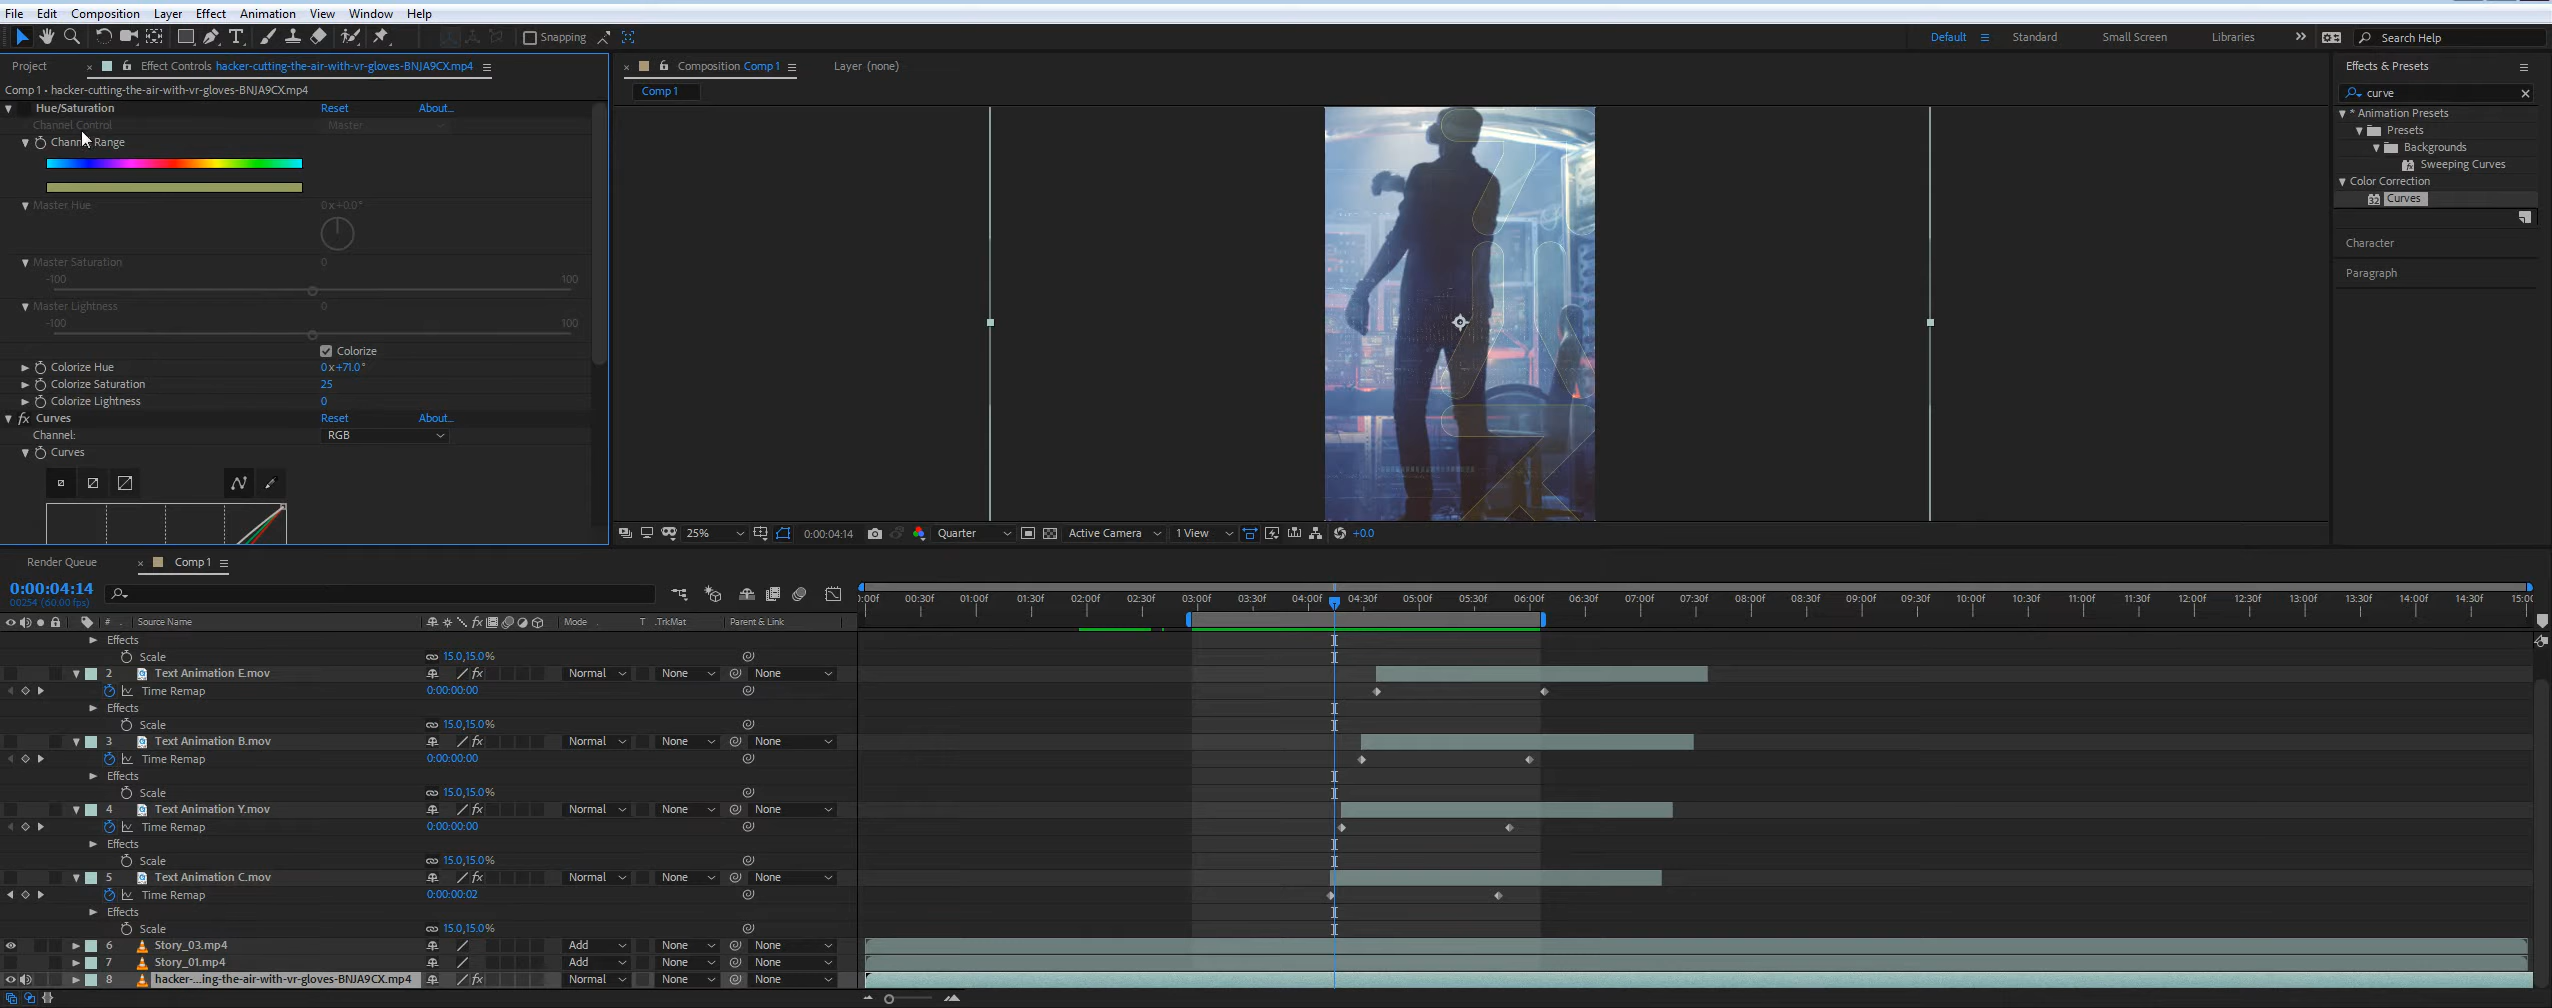 File Edit Composition Layer Effect Animation View Window Help
Snapping Default Standard Small Screen Libraries Search Help
Project Effect Controls hacker-cutting-the-air-with-vr-gloves-BNJA9CX.mp4
Comp 1 • hacker-cutting-the-air-with-vr-gloves-BNJA9CX.mp4
Hue/Saturation Reset About...
Channel Control Master
Channel Range
Master Hue 0x+0.0°
Master Saturation 0
-100 100
Master Lightness 0
-100 100
Colorize
Colorize Hue 0x+71.0°
Colorize Saturation 25
Colorize Lightness 0
fx Curves Reset About...
Channel: RGB
Curves
Composition Comp 1 Layer (none)
Comp 1
25% 0:00:04:14 Quarter Active Camera 1 View +0.0
Effects & Presets
curve
* Animation Presets
Presets
Backgrounds
Sweeping Curves
Color Correction
32 Curves
Character
Paragraph
Render Queue Comp 1
0:00:04:14
00254 (60.00 fps)
# Source Name fx Mode T .TrkMat Parent & Link
):00f 00:30f 01:00f 01:30f 02:00f 02:30f 03:00f 03:30f 04:00f 04:30f 05:00f 05:30f 06:00f 06:30f 07:00f 07:30f 08:00f 08:30f 09:00f 09:30f 10:00f 10:30f 11:00f 11:30f 12:00f 12:30f 13:00f 13:30f 14:00f 14:30f 15:00
Effects
Scale 15.0,15.0%
2 Text Animation E.mov fx Normal None None
Time Remap 0:00:00:00
Effects
Scale 15.0,15.0%
3 Text Animation B.mov fx Normal None None
Time Remap 0:00:00:00
Effects
Scale 15.0,15.0%
4 Text Animation Y.mov fx Normal None None
Time Remap 0:00:00:00
Effects
Scale 15.0,15.0%
5 Text Animation C.mov fx Normal None None
Time Remap 0:00:00:02
Effects
Scale 15.0,15.0%
6 Story_03.mp4 Add None None
7 Story_01.mp4 Add None None
8 hacker-...ing-the-air-with-vr-gloves-BNJA9CX.mp4 fx Normal None None